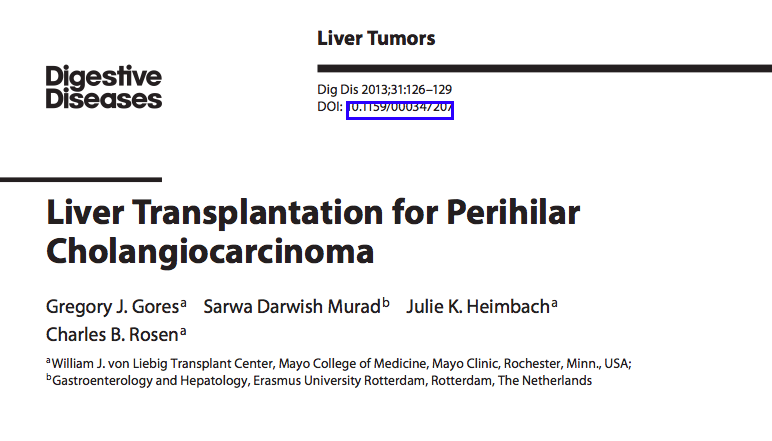 Liver Tumors
Digestive
Diseases
Dig Dis 2013;31:126–129
DOI: 10.1159/000347207
Liver Transplantation for Perihilar
Cholangiocarcinoma
Gregory J. Gores a Sarwa Darwish Murad b Julie K. Heimbach a
Charles B. Rosen a
a William J. von Liebig Transplant Center, Mayo College of Medicine, Mayo Clinic, Rochester, Minn., USA;
b Gastroenterology and Hepatology, Erasmus University Rotterdam, Rotterdam, The Netherlands